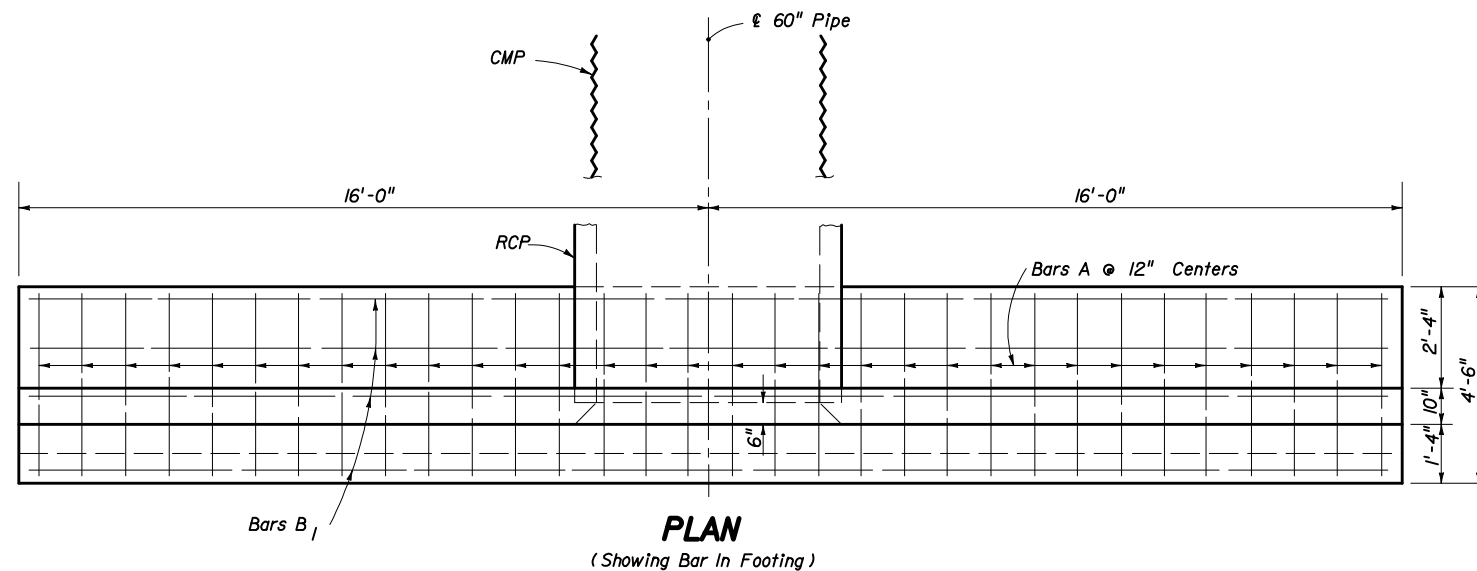 ℄ 60" Pipe
CMP
16'-0"
16'-0"
RCP
Bars A @ 12" Centers
2'-4"
4'-6"
10"
6"
1'-4"
Bars B1
PLAN
(Showing Bar In Footing)